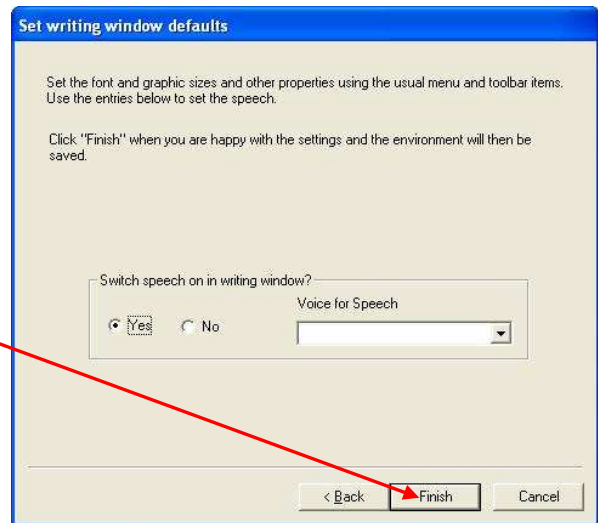 Set writing window defaults
Set the font and graphic sizes and other properties using the usual menu and toolbar items.
Use the entries below to set the speech.
Click "Finish" when you are happy with the settings and the environment will then be
saved.
Switch speech on in writing window?
Voice for Speech
Yes No
< Back Finish Cancel